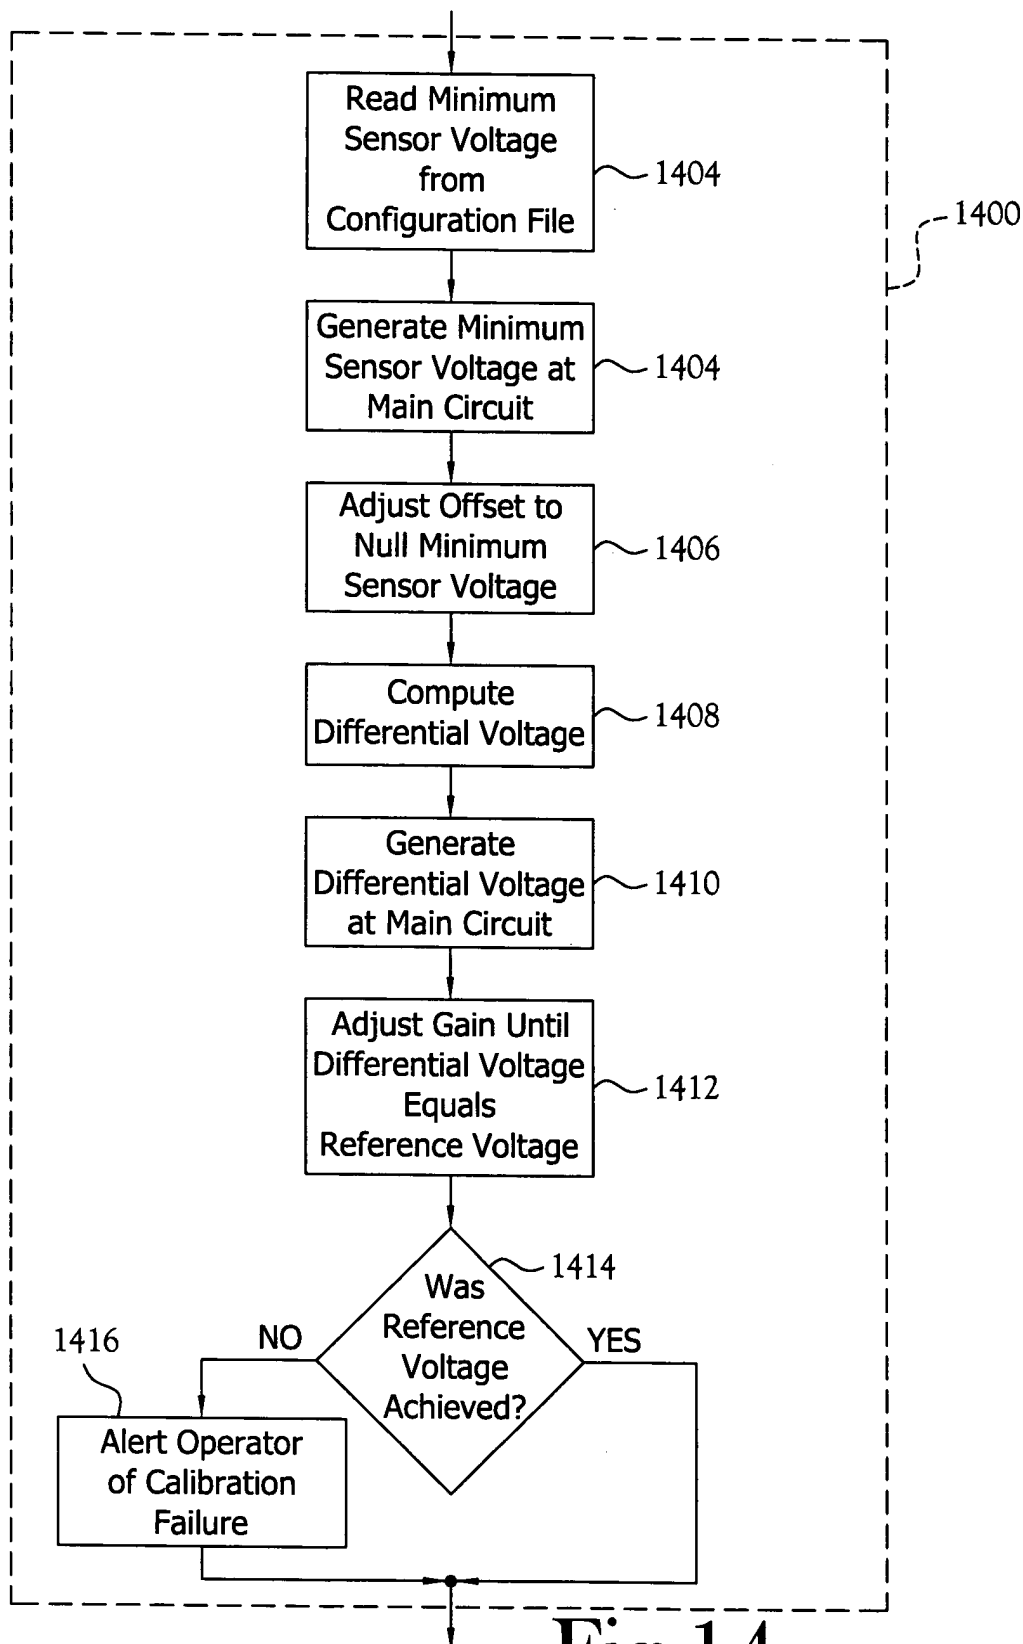 Read Minimum
Sensor Voltage
from
Configuration File
1404
1400
Generate Minimum
Sensor Voltage at
Main Circuit
1404
Adjust Offset to
Null Minimum
Sensor Voltage
1406
Compute
Differential Voltage
1408
Generate
Differential Voltage
at Main Circuit
1410
Adjust Gain Until
Differential Voltage
Equals
Reference Voltage
1412
1414
Was
Reference
Voltage
Achieved?
NO
YES
1416
Alert Operator
of Calibration
Failure
Fig.14